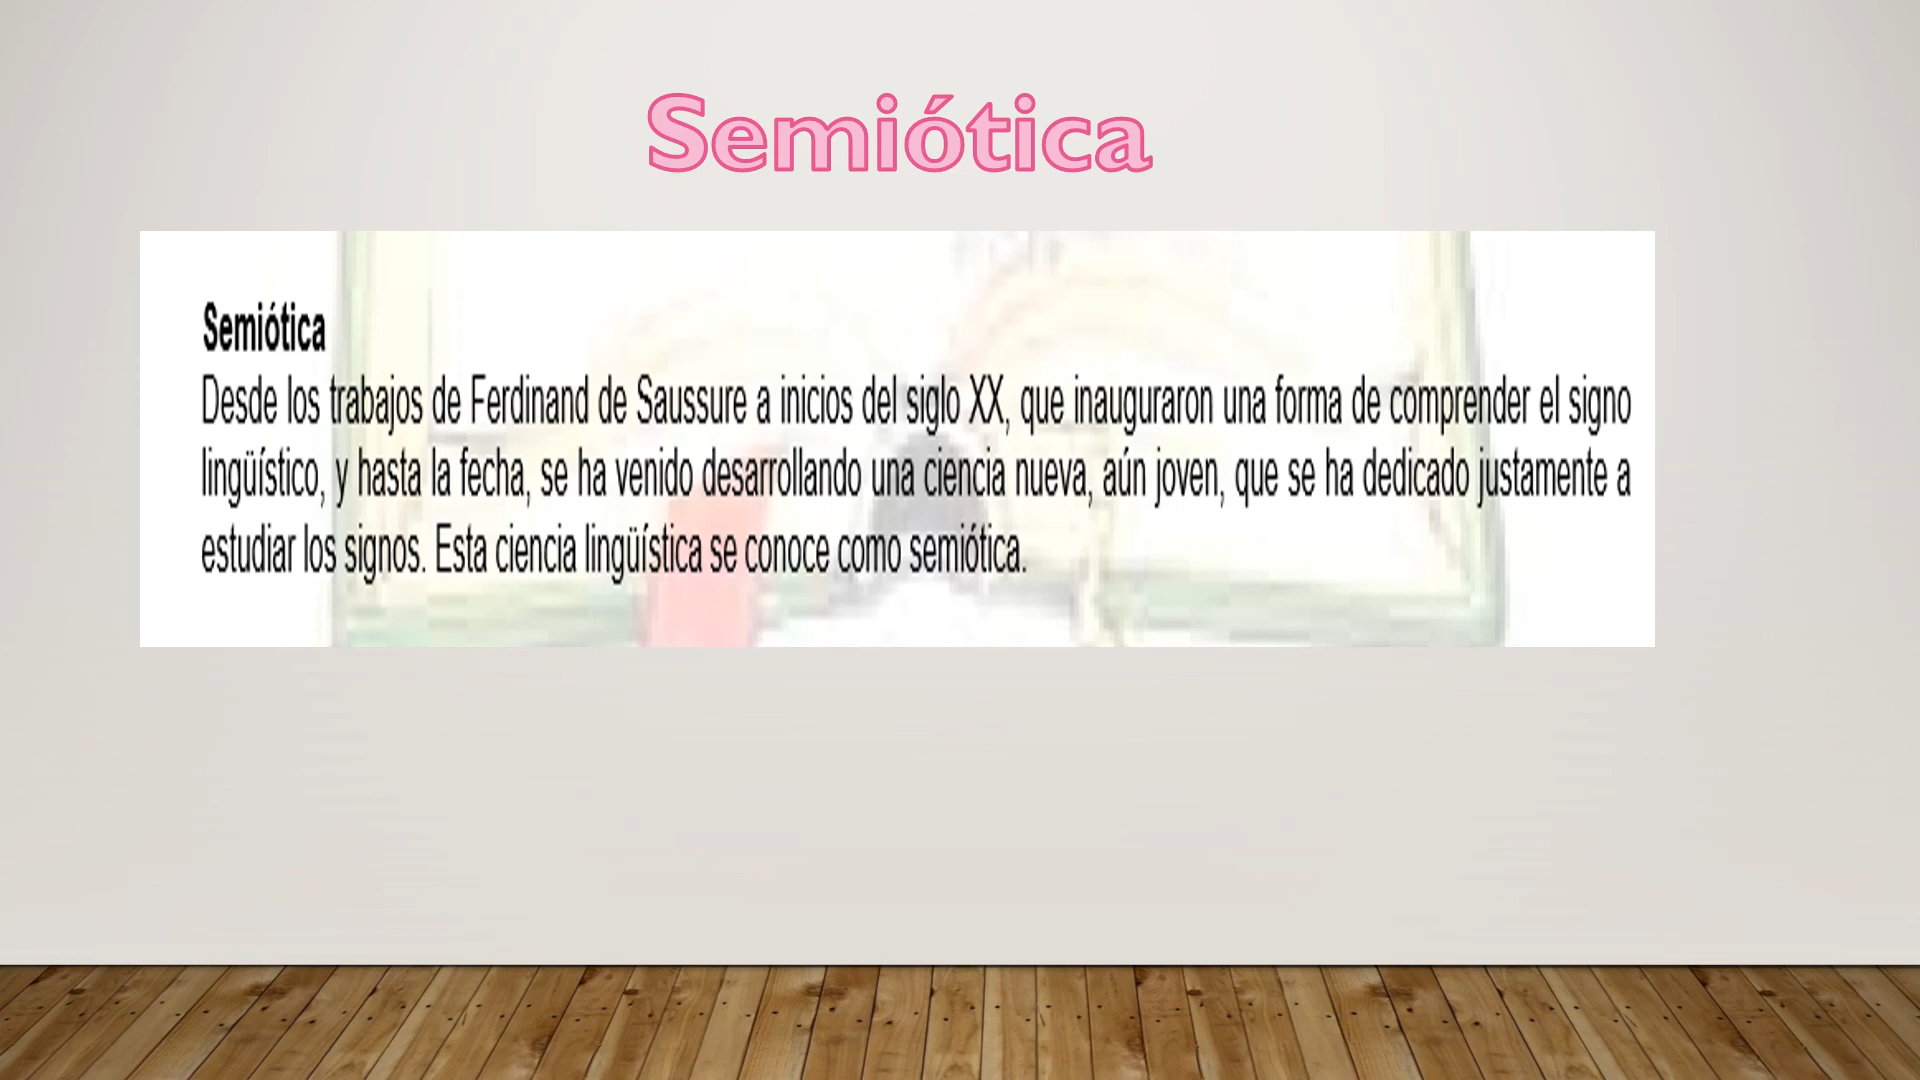 Semiótica
Semiótica
Desde los trabajos de Ferdinand de Saussure a inicios del siglo XX, que inauguraron una forma de comprender el signo
lingüístico, y hasta la fecha, se ha venido desarrollando una ciencia nueva, aún joven, que se ha dedicado justamente a
estudiar los signos. Esta ciencia lingüística se conoce como semiótica.